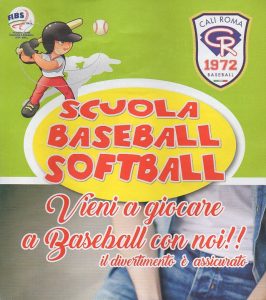 FIBS
CALI ROMA
CR
1972
BASEBALL
SCUOLA
BASEBALL
SOFTBALL
Vieni a giocare
a Baseball con noi!!
il divertimento è assicurato